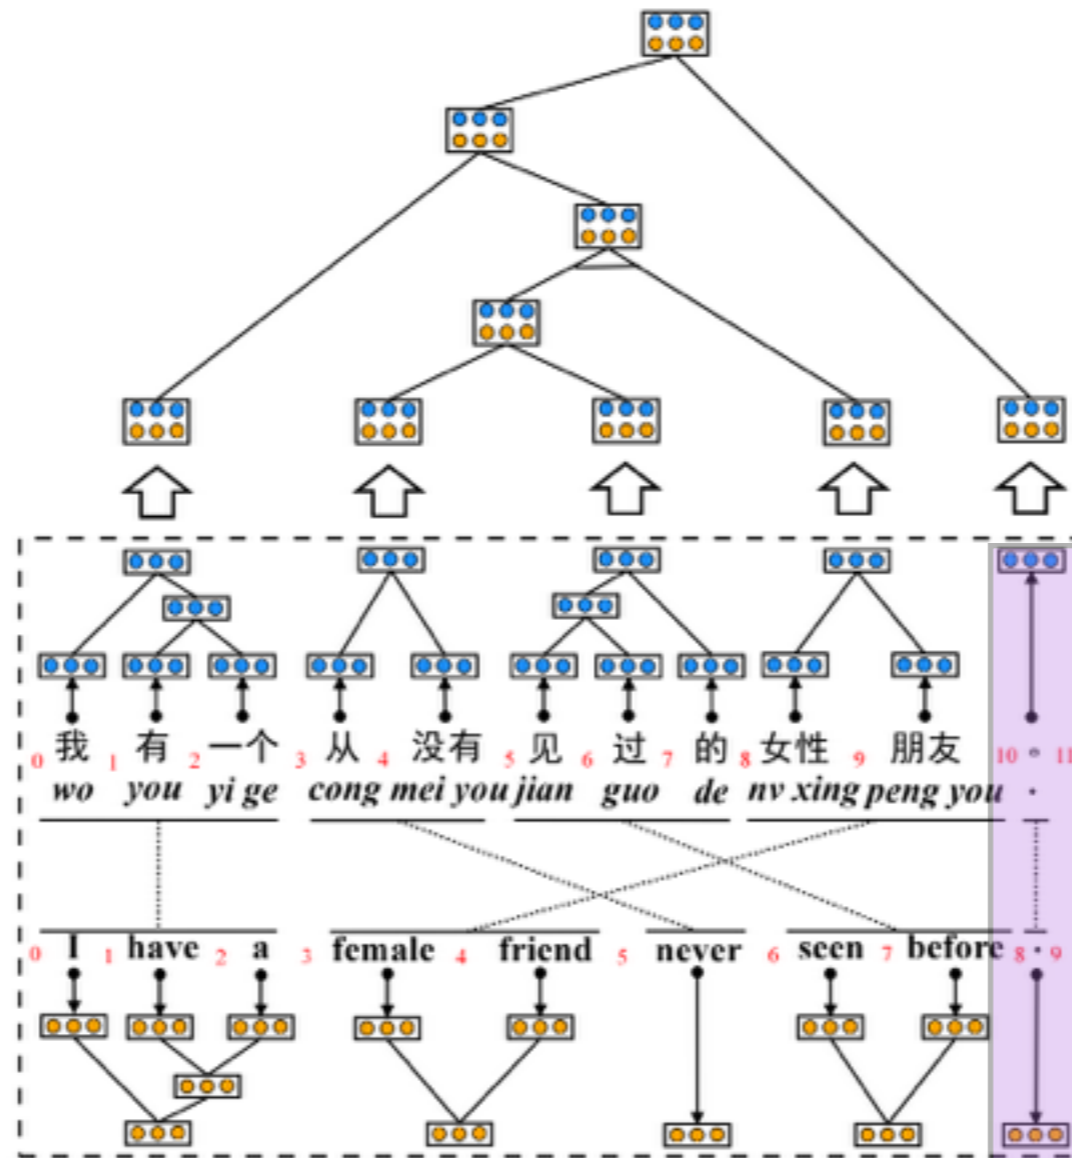 0 我 1 有 2 一个 3 从 4 没有 5 见 6 过 7 的 8 女性 9 朋友 10 。 11
wo you yi ge cong mei you jian guo de nv xing peng you .
0 I 1 have 2 a 3 female 4 friend 5 never 6 seen 7 before 8 . 9